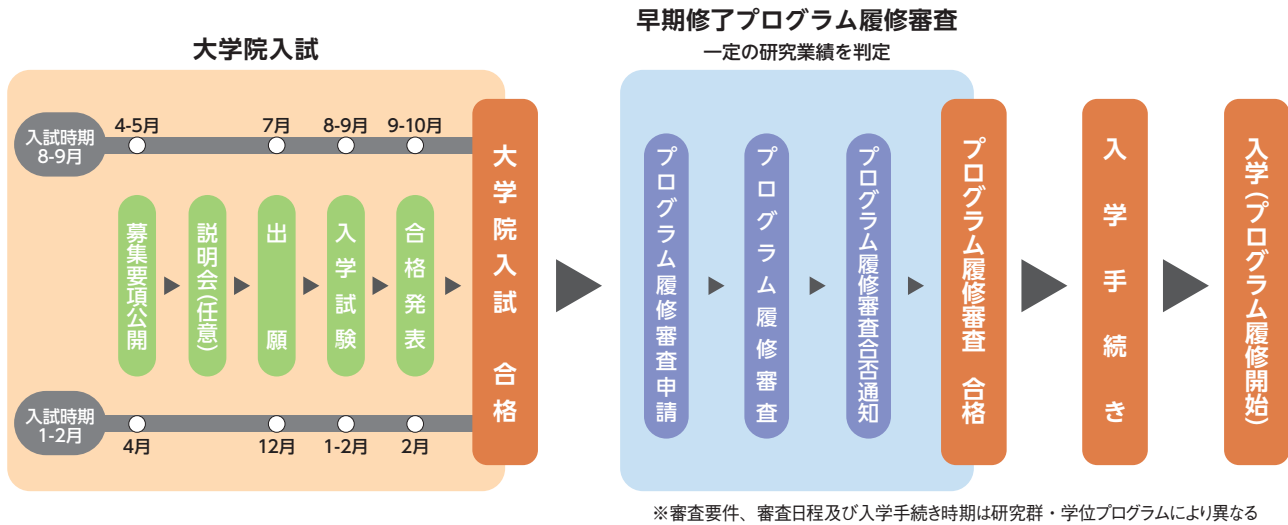 大学院入試
早期修了プログラム履修審査
一定の研究業績を判定
入試時期
8-9月
4-5月
7月
8-9月
9-10月
募集要項公開
説明会(任意)
出願
入学試験
合格発表
大学院入試 合格
入試時期
1-2月
4月
12月
1-2月
2月
プログラム履修審査申請
プログラム履修審査
プログラム履修審査合否通知
プログラム履修審査 合格
入学手続き
入学(プログラム履修開始)
※審査要件、審査日程及び入学手続き時期は研究群・学位プログラムにより異なる